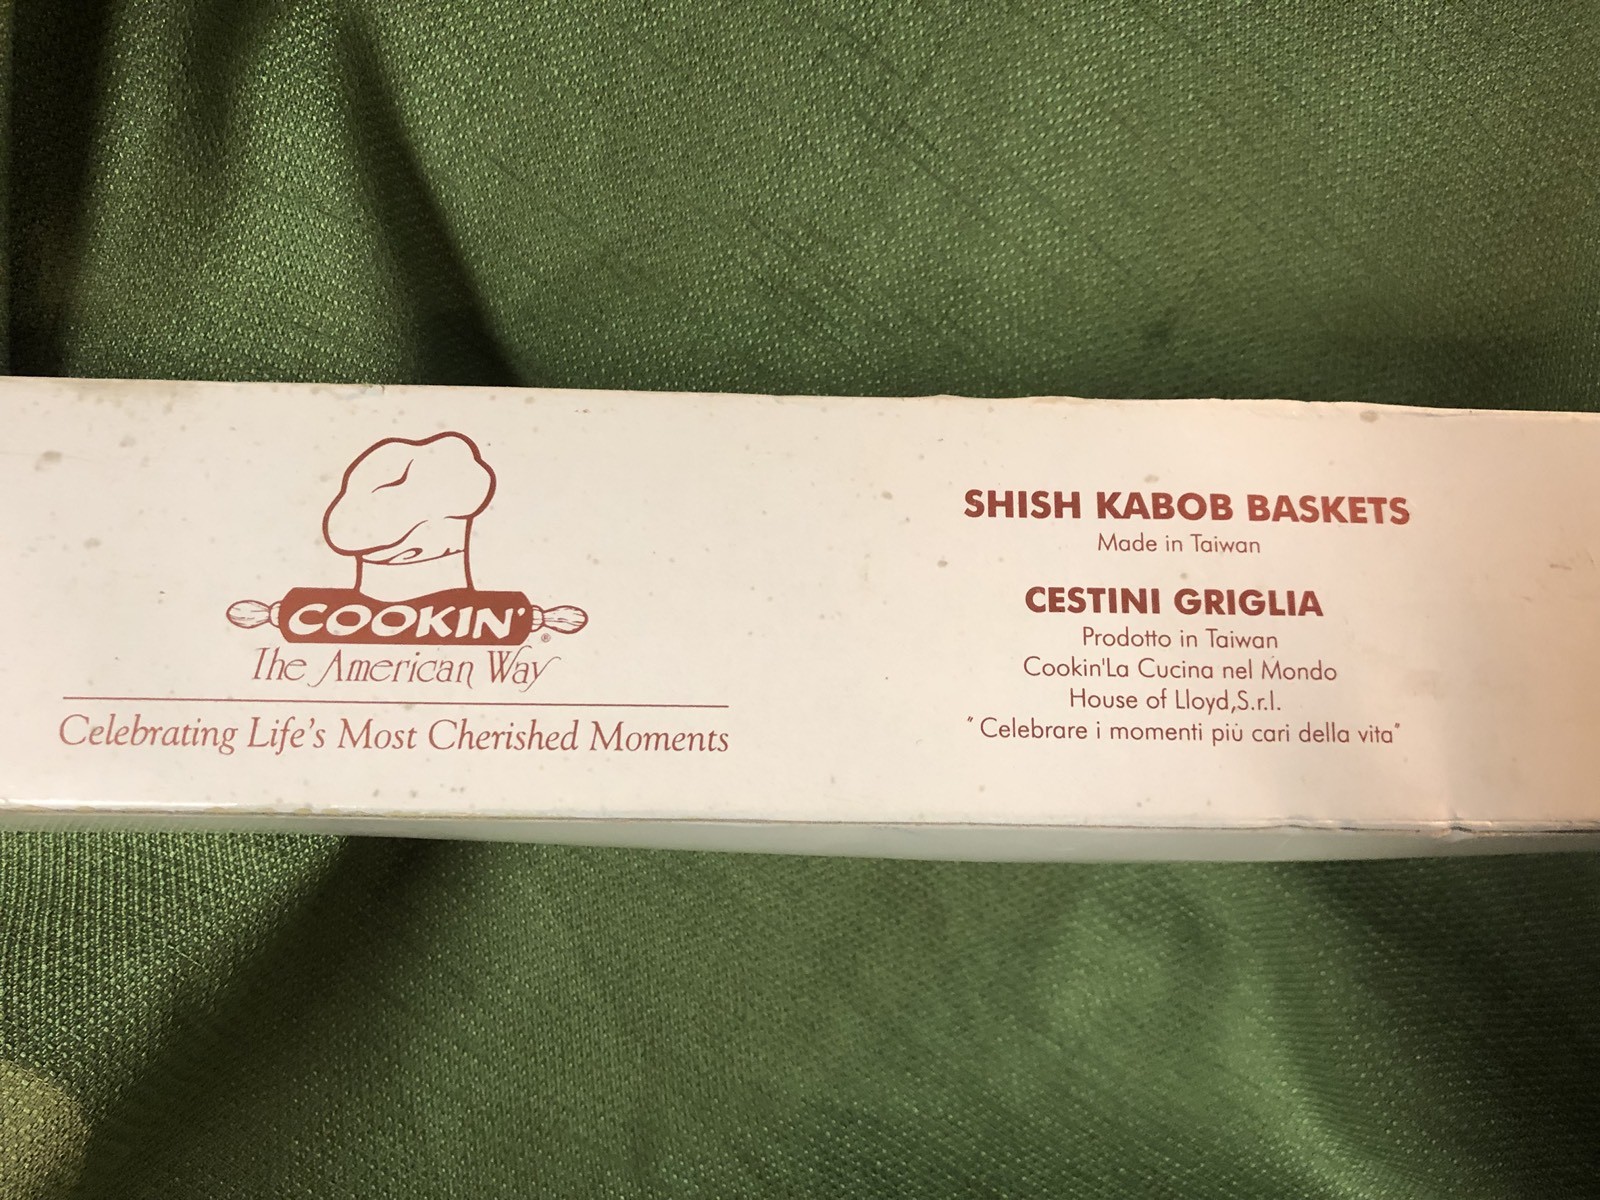 COOKIN'®
The American Way
Celebrating Life's Most Cherished Moments
SHISH KABOB BASKETS
Made in Taiwan
CESTINI GRIGLIA
Prodotto in Taiwan
Cookin'La Cucina nel Mondo
House of Lloyd,S.r.l.
"Celebrare i momenti più cari della vita"